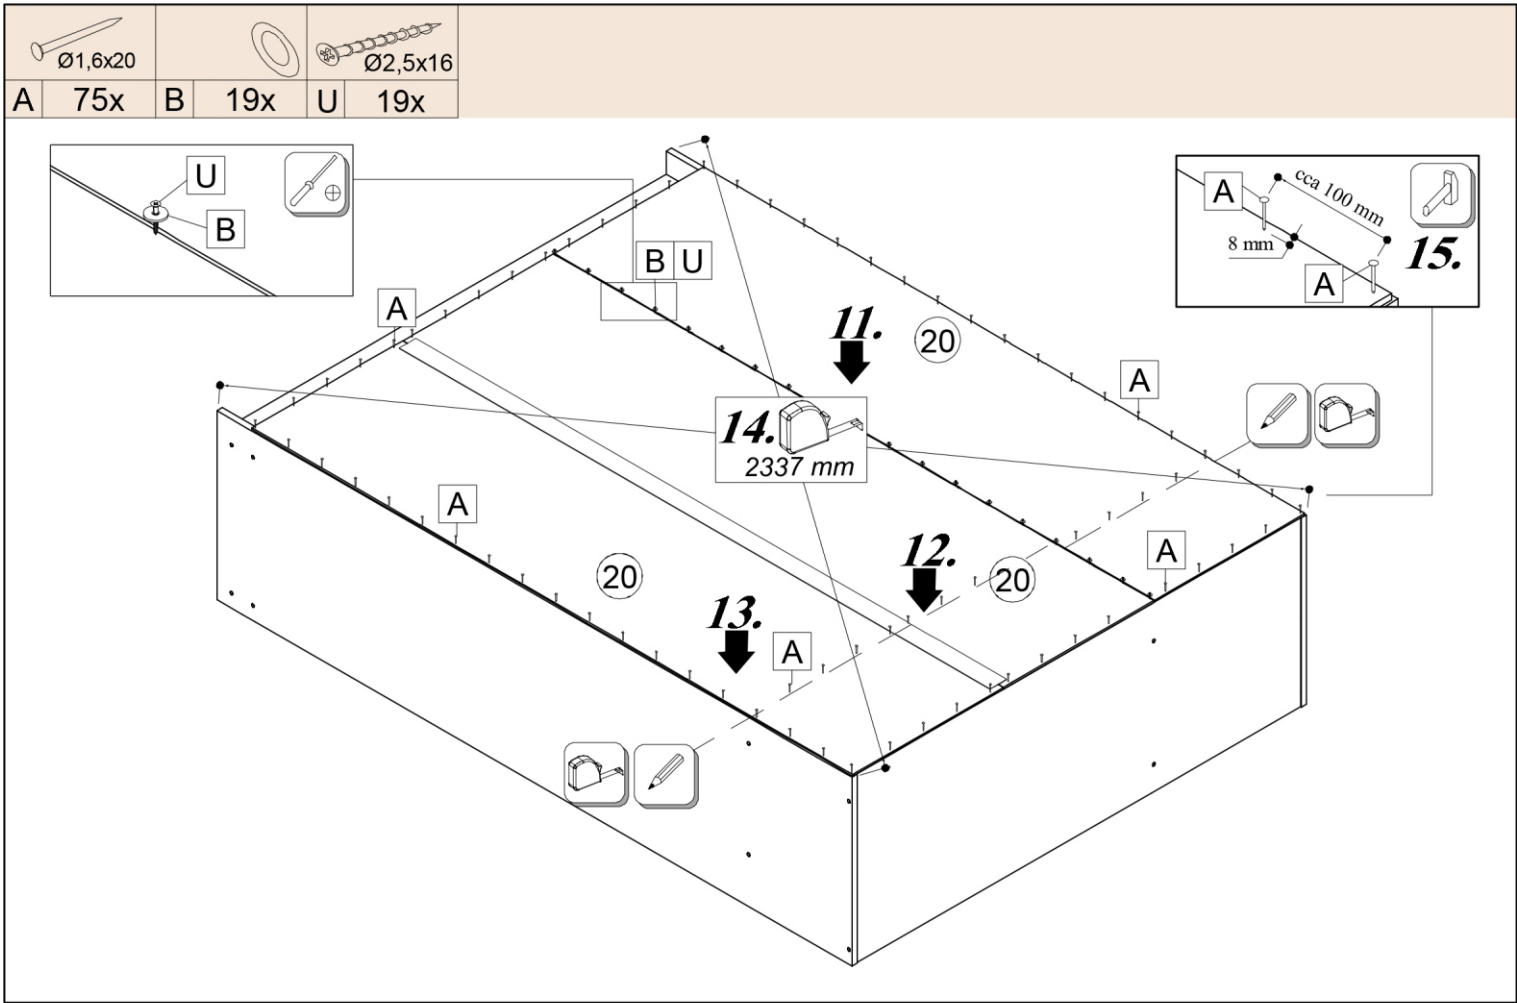 Ø1,6x20
Ø2,5x16
A 75x B 19x U 19x
U
B
A
cca 100 mm
8 mm
A
15.
B U
A
11.
20
A
14.
2337 mm
A
12.
A
20
20
13.
A